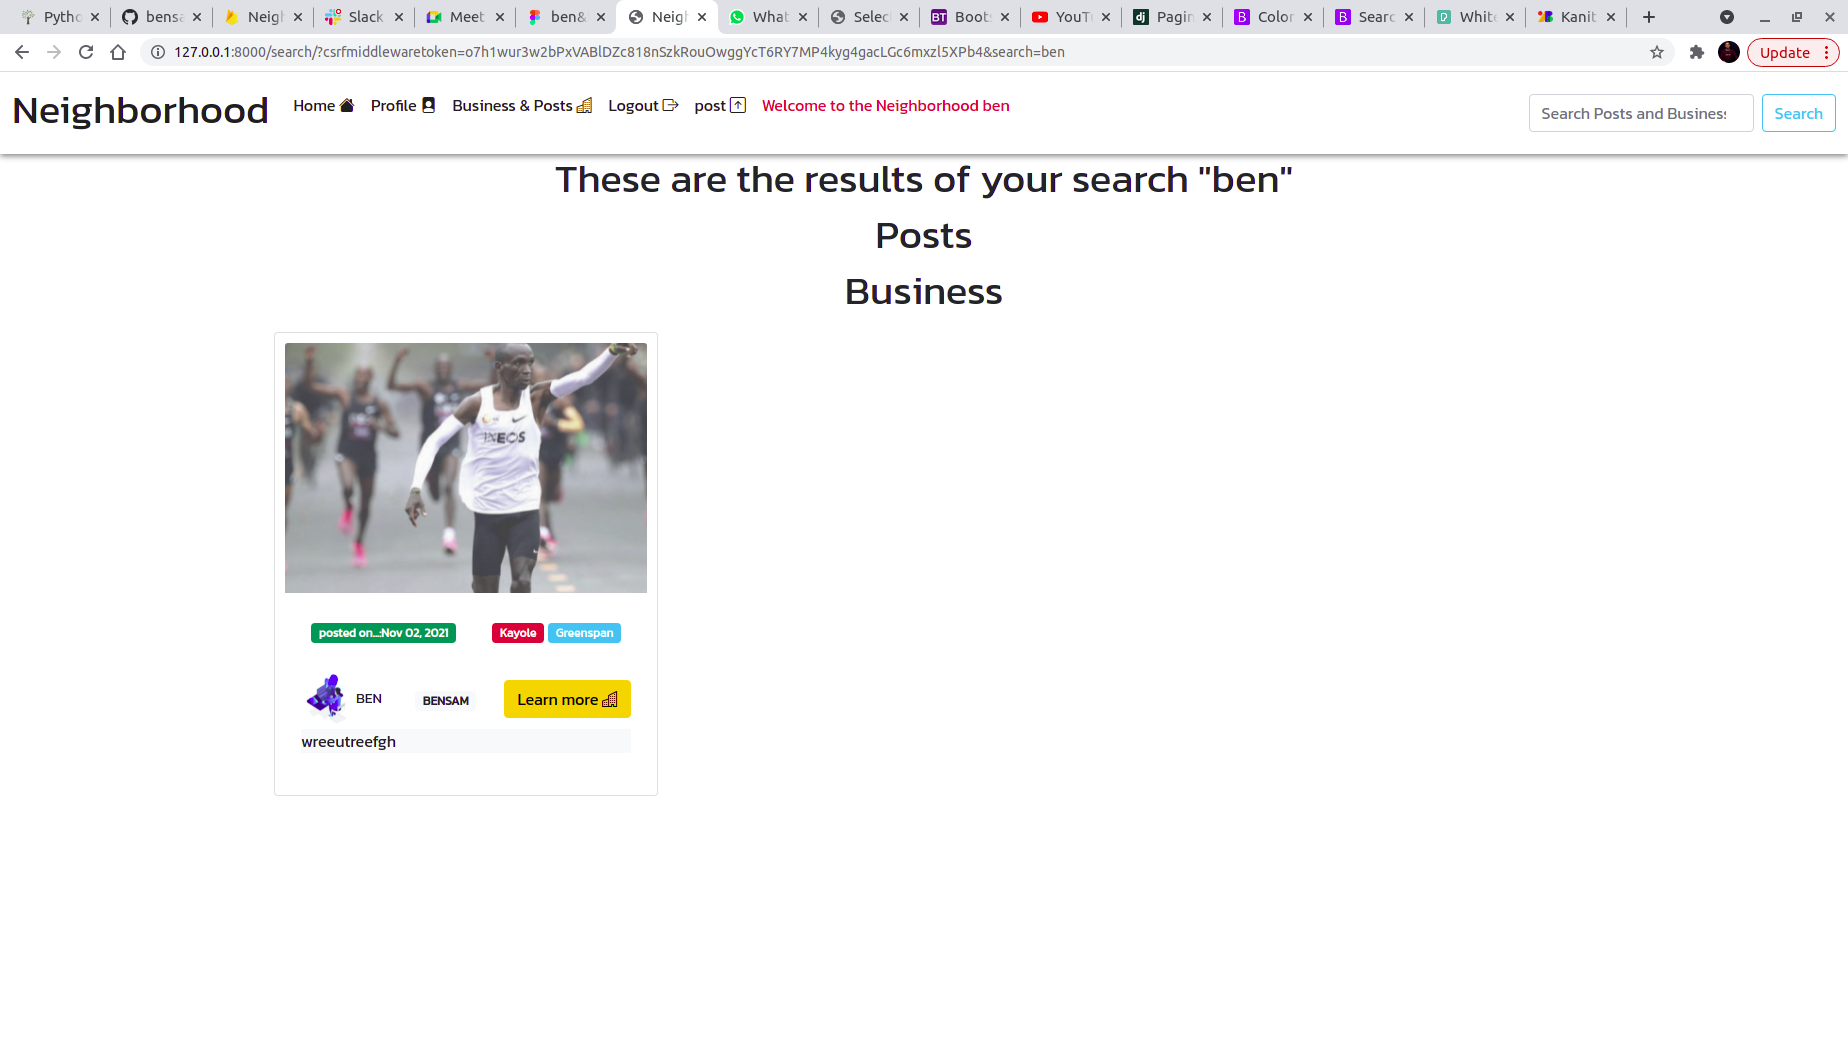 Pytho bensa Neigh Slack Meet ben& Neigh What Selec Boots YouTu Pagin Color Searc White Kanit
127.0.0.1:8000/search/?csrfmiddlewaretoken=o7h1wur3w2bPxVABlDZc818nSzkRouOwggYcT6RY7MP4kyg4gacLGc6mxzl5XPb4&search=ben Update
Neighborhood Home Profile Business & Posts Logout post Welcome to the Neighborhood ben Search Posts and Busines Search
These are the results of your search "ben"
Posts
Business
INEOS
posted on...:Nov 02, 2021 Kayole Greenspan
BEN BENSAM Learn more
wreeutreefgh